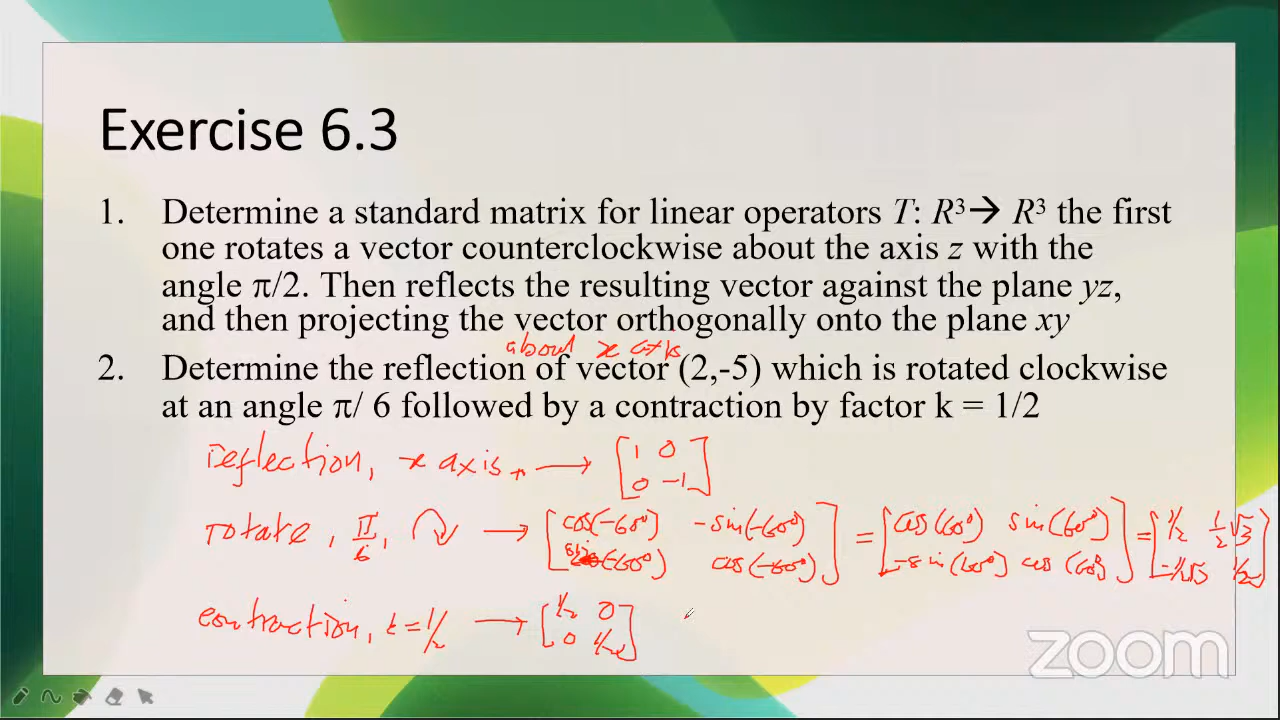 Exercise 6.3
1. Determine a standard matrix for linear operators T: R³→ R³ the first
one rotates a vector counterclockwise about the axis z with the
angle π/2. Then reflects the resulting vector against the plane yz,
and then projecting the vector orthogonally onto the plane xy
about x axis
2. Determine the reflection of vector (2,-5) which is rotated clockwise
at an angle π/ 6 followed by a contraction by factor k = 1/2
reflection, x axis, → [1 0
0 -1]
rotate, π/6, → [cos(-60°) -sin(-60°) = [cos(60°) sin(60°) = [1/2 1/2√3
sin(-60°) cos(-60°)] -sin(60°) cos(60°)] -1/2√3 1/2]
contraction, k = 1/2 → [1/2 0
0 1/2]
zoom